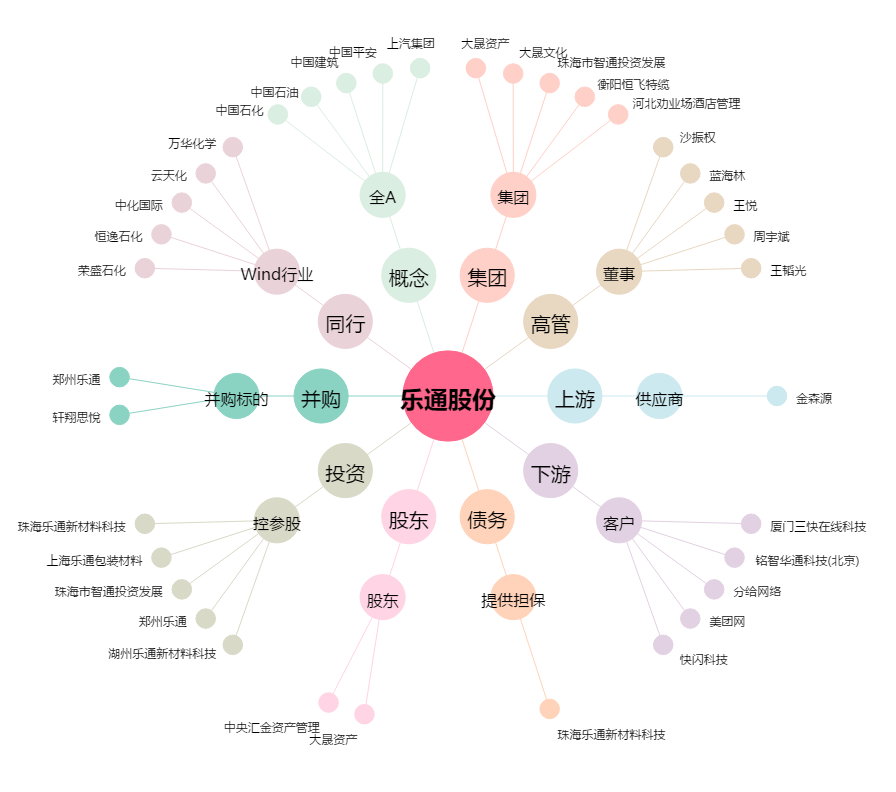 上汽集团
大晟资产
中国平安
大晟文化
中国建筑
珠海市智通投资发展
中国石油
衡阳恒飞特缆
中国石化
河北劝业场酒店管理
万华化学
沙振权
云天化
蓝海林
全A
集团
中化国际
王悦
恒逸石化
周宇斌
荣盛石化
王韬光
Wind行业
概念
集团
董事
同行
高管
郑州乐通
并购标的
并购
乐通股份
上游
供应商
金森源
轩翔思悦
投资
下游
股东
债务
珠海乐通新材料科技
控参股
客户
厦门三快在线科技
上海乐通包装材料
铭智华通科技(北京)
珠海市智通投资发展
股东
提供担保
分给网络
郑州乐通
美团网
湖州乐通新材料科技
快闪科技
中央汇金资产管理
大晟资产
珠海乐通新材料科技